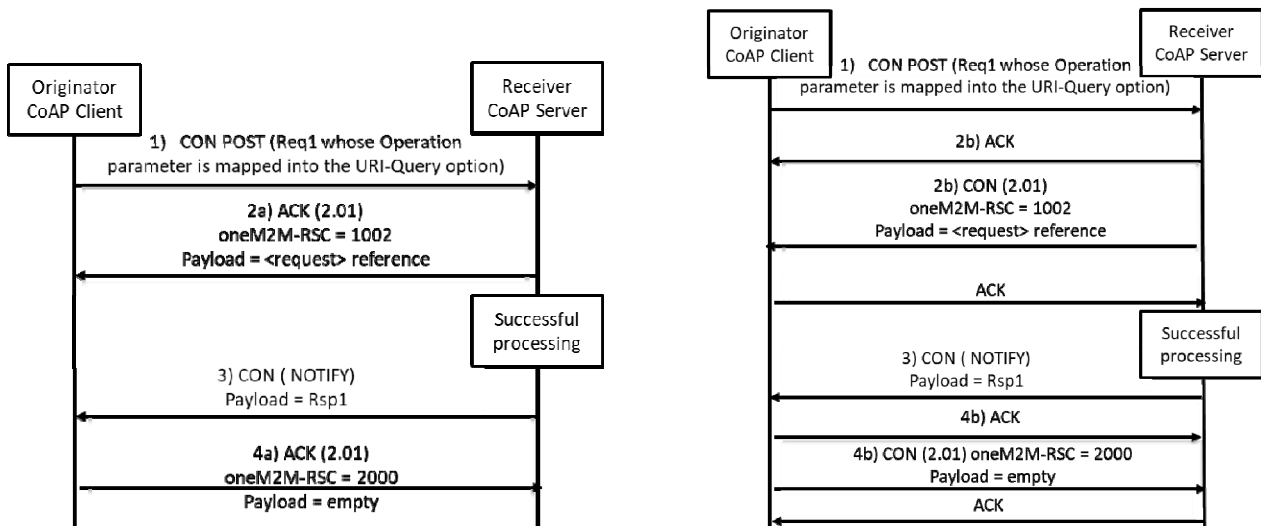 Originator
CoAP Client
Receiver
CoAP Server
1) CON POST (Req1 whose Operation
parameter is mapped into the URI-Query option)
2a) ACK (2.01)
oneM2M-RSC = 1002
Payload = <request> reference
Successful
processing
3) CON ( NOTIFY)
Payload = Rsp1
4a) ACK (2.01)
oneM2M-RSC = 2000
Payload = empty
Originator
CoAP Client
Receiver
CoAP Server
1) CON POST (Req1 whose Operation
parameter is mapped into the URI-Query option)
2b) ACK
2b) CON (2.01)
oneM2M-RSC = 1002
Payload = <request> reference
ACK
Successful
processing
3) CON ( NOTIFY)
Payload = Rsp1
4b) ACK
4b) CON (2.01) oneM2M-RSC = 2000
Payload = empty
ACK